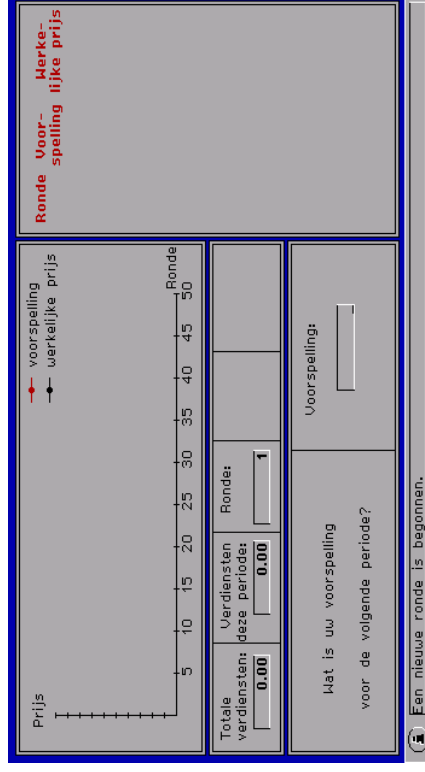 Prijs
voorspelling
werkelijke prijs
5 10 15 20 25 30 35 40 45 50
Ronde
Ronde Voor- Werke-
spelling lijke prijs
Totale
verdiensten:
0.00
Verdiensten
deze periode:
0.00
Ronde:
1
Wat is uw voorspelling
voor de volgende periode?
Voorspelling:
Een nieuwe ronde is begonnen.